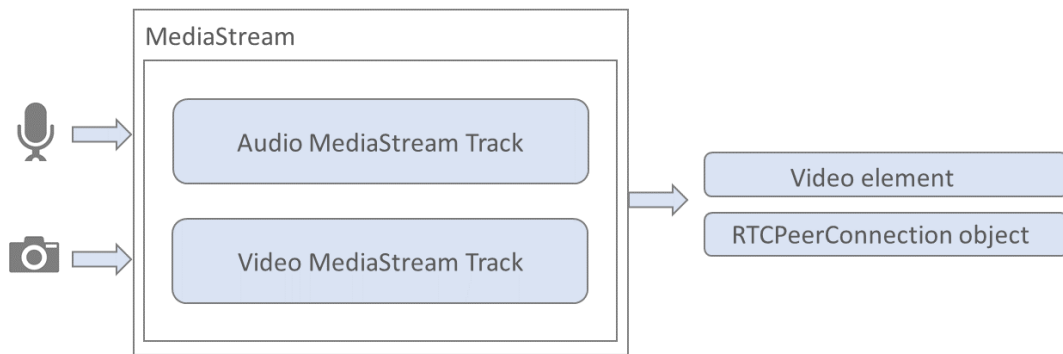 MediaStream
Audio MediaStream Track
Video MediaStream Track
Video element
RTCPeerConnection object